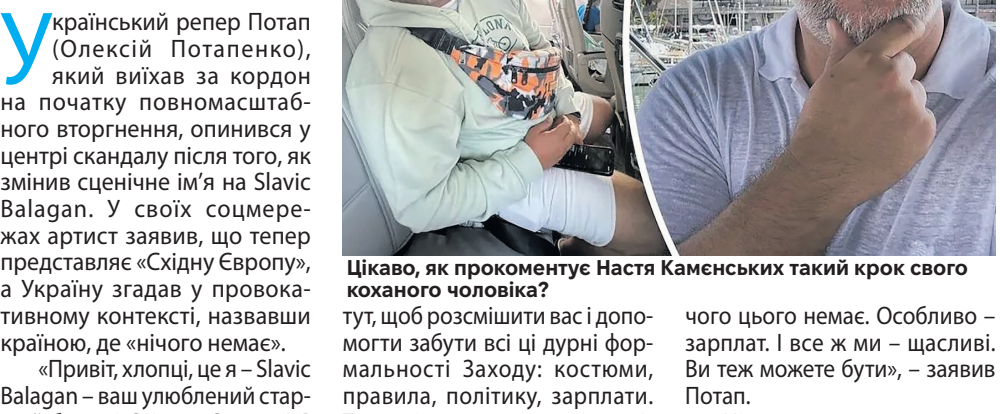 Український репер Потап
(Олексій Потапенко),
який виїхав за кордон
на початку повномасштаб-
ного вторгнення, опинився у
центрі скандалу після того, як
змінив сценічне ім’я на Slavic
Balagan. У своїх соцмере-
жах артист заявив, що тепер
представляє «Східну Європу»,
а Україну згадав у провока-
тивному контексті, назвавши
країною, де «нічого немає».
«Привіт, хлопці, це я – Slavic
Balagan – ваш улюблений стар-
Цікаво, як прокоментує Настя Камєнських такий крок свого
коханого чоловіка?
тут, щоб розсмішити вас і допо-
могти забути всі ці дурні фор-
мальності Заходу: костюми,
правила, політику, зарплати.
чого цього немає. Особливо –
зарплат. І все ж ми – щасливі.
Ви теж можете бути», – заявив
Потап.